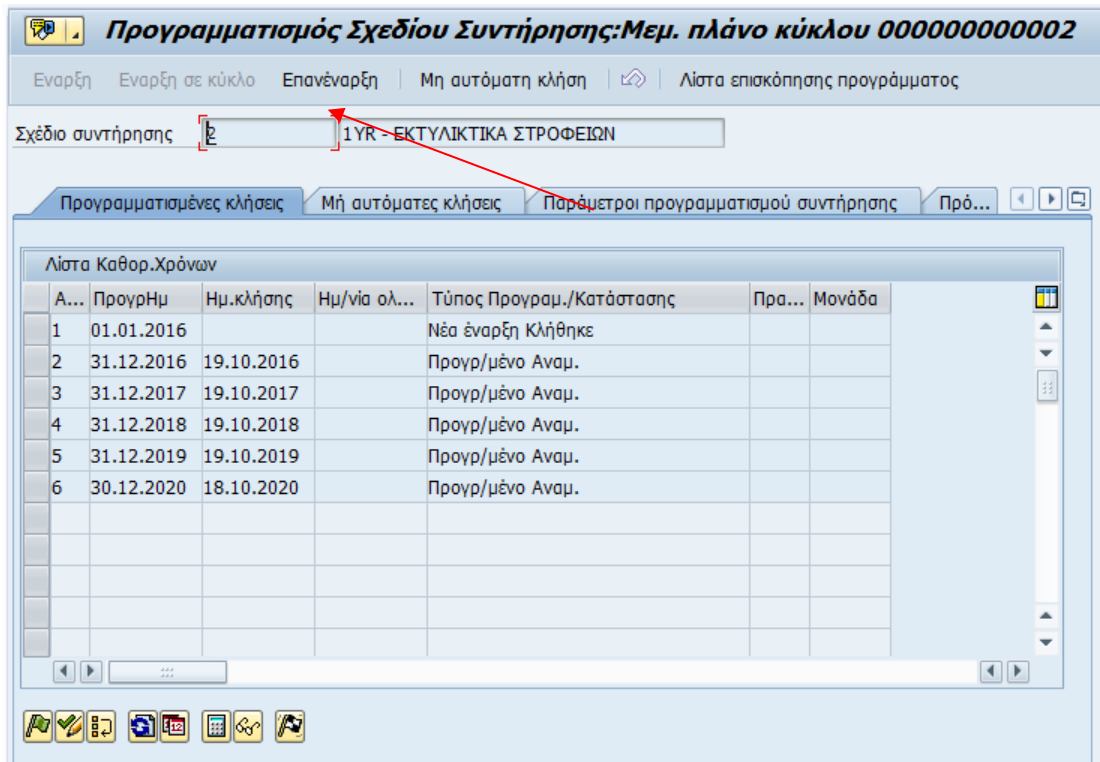 Προγραμματισμός Σχεδίου Συντήρησης:Μεμ. πλάνο κύκλου 000000000002
Εναρξη Εναρξη σε κύκλο Επανέναρξη Μη αυτόματη κλήση Λίστα επισκόπησης προγράμματος
Σχέδιο συντήρησης 2 1YR - ΕΚΤΥΛΙΚΤΙΚΑ ΣΤΡΟΦΕΙΩΝ
Προγραμματισμένες κλήσεις Μή αυτόματες κλήσεις Παράμετροι προγραμματισμού συντήρησης Πρό...
Λίστα Καθορ.Χρόνων
Α... ΠρογρΗμ Ημ.κλήσης Ημ/νία ολ... Τύπος Προγραμ./Κατάστασης Πρα... Μονάδα
1 01.01.2016 Νέα έναρξη Κλήθηκε
2 31.12.2016 19.10.2016 Προγρ/μένο Αναμ.
3 31.12.2017 19.10.2017 Προγρ/μένο Αναμ.
4 31.12.2018 19.10.2018 Προγρ/μένο Αναμ.
5 31.12.2019 19.10.2019 Προγρ/μένο Αναμ.
6 30.12.2020 18.10.2020 Προγρ/μένο Αναμ.